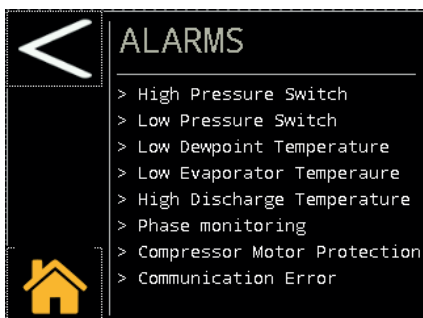 ALARMS
> High Pressure Switch
> Low Pressure Switch
> Low Dewpoint Temperature
> Low Evaporator Temperaure
> High Discharge Temperature
> Phase monitoring
> Compressor Motor Protection
> Communication Error